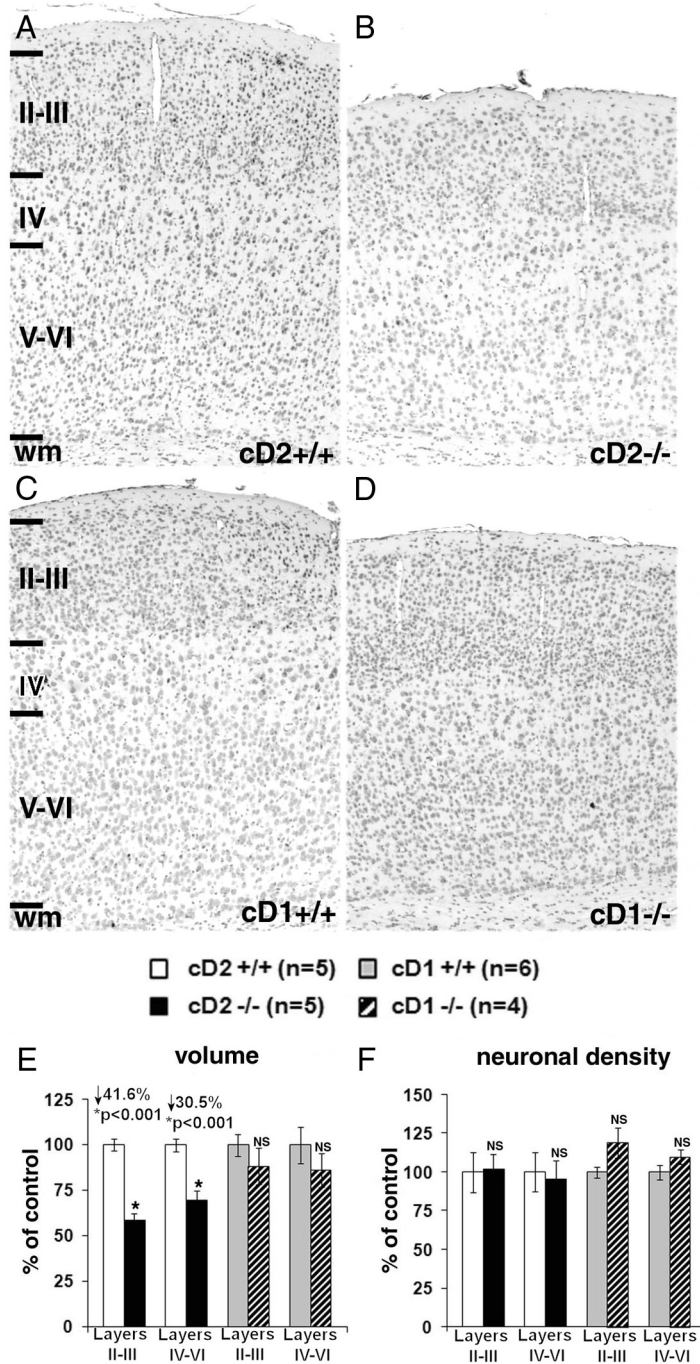 A
B
II-III
IV
V-VI
wm
cD2+/+
cD2-/-
C
D
II-III
IV
V-VI
wm
cD1+/+
cD1-/-
cD2 +/+ (n=5)
cD1 +/+ (n=6)
cD2 -/- (n=5)
cD1 -/- (n=4)
E
volume
% of control
125
100
75
50
25
0
↓41.6%
*p<0.001
↓30.5%
*p<0.001
*
*
NS
NS
Layers II-III
Layers IV-VI
Layers II-III
Layers IV-VI
F
neuronal density
% of control
150
125
100
75
50
25
0
NS
NS
NS
NS
Layers II-III
Layers IV-VI
Layers II-III
Layers IV-VI